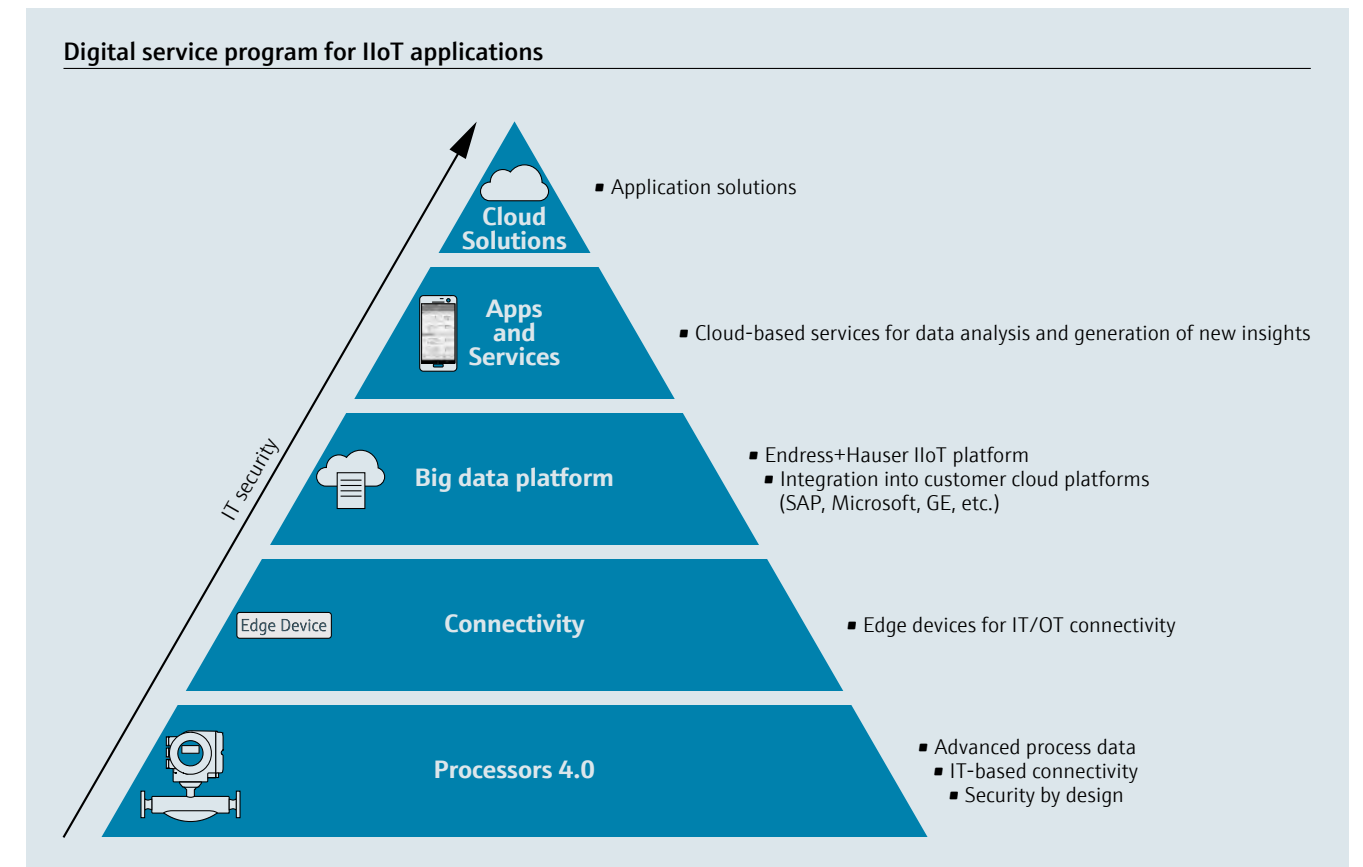 Digital service program for IIoT applications
▪ Application solutions
Cloud
Solutions
Apps
and
Services
▪ Cloud-based services for data analysis and generation of new insights
IT security
Big data platform
▪ Endress+Hauser IIoT platform
▪ Integration into customer cloud platforms
(SAP, Microsoft, GE, etc.)
Edge Device
Connectivity
▪ Edge devices for IT/OT connectivity
Processors 4.0
▪ Advanced process data
▪ IT-based connectivity
▪ Security by design